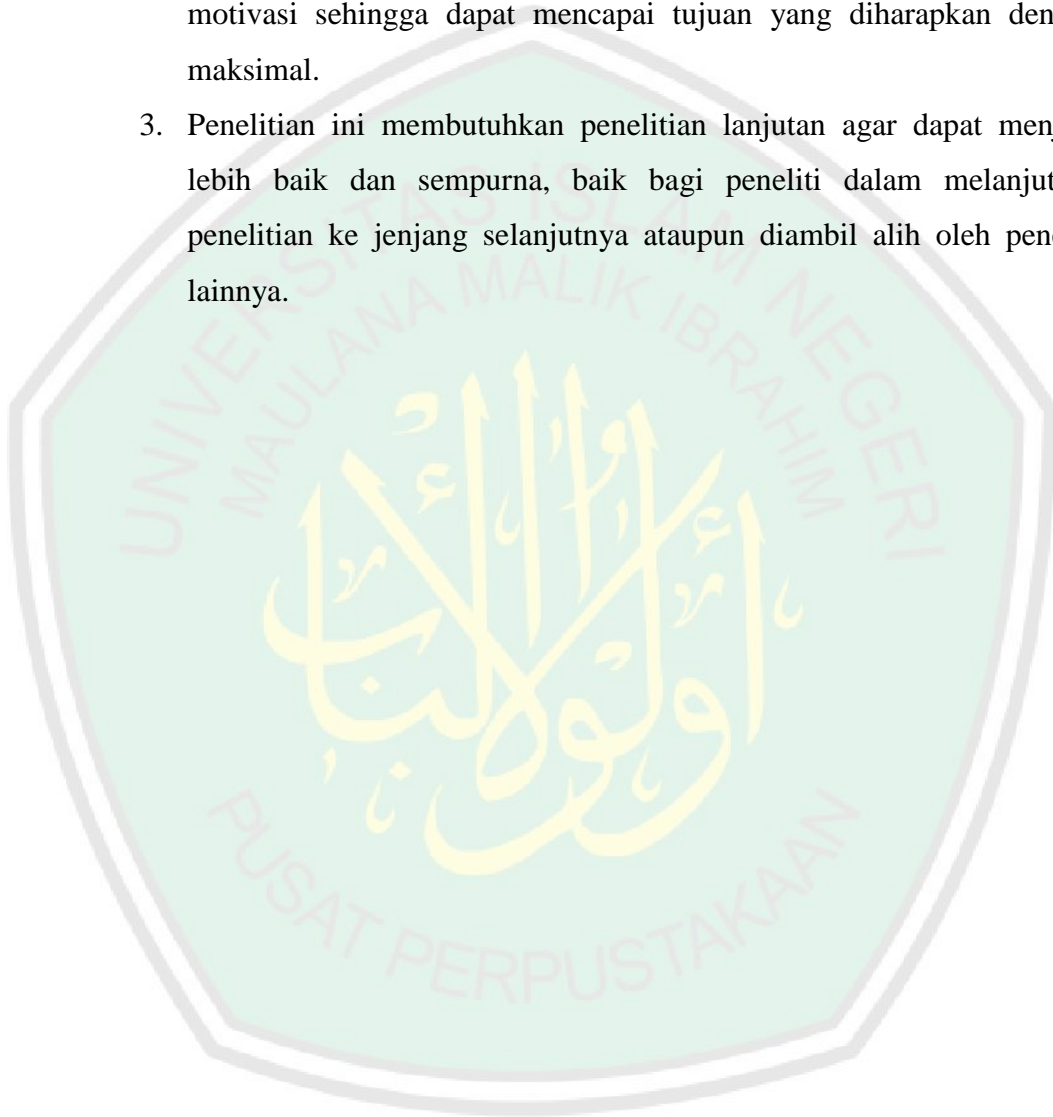 motivasi sehingga dapat mencapai tujuan yang diharapkan den
maksimal.
3. Penelitian ini membutuhkan penelitian lanjutan agar dapat men
lebih baik dan sempurna, baik bagi peneliti dalam melanjut
penelitian ke jenjang selanjutnya ataupun diambil alih oleh pen
lainnya.
UNIVERSITAS ISLAM NEGERI
MAULANA MALIK IBRAHIM
أولو الألباب
PUSAT PERPUSTAKAAN